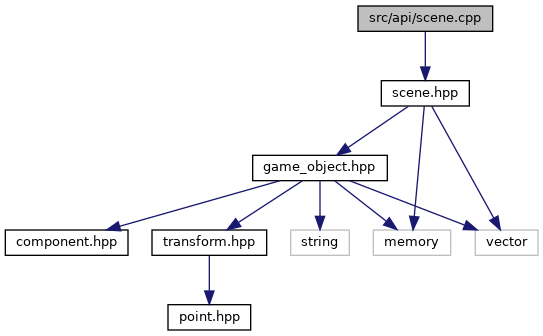 src/api/scene.cpp
scene.hpp
game_object.hpp
component.hpp
transform.hpp
string
memory
vector
point.hpp